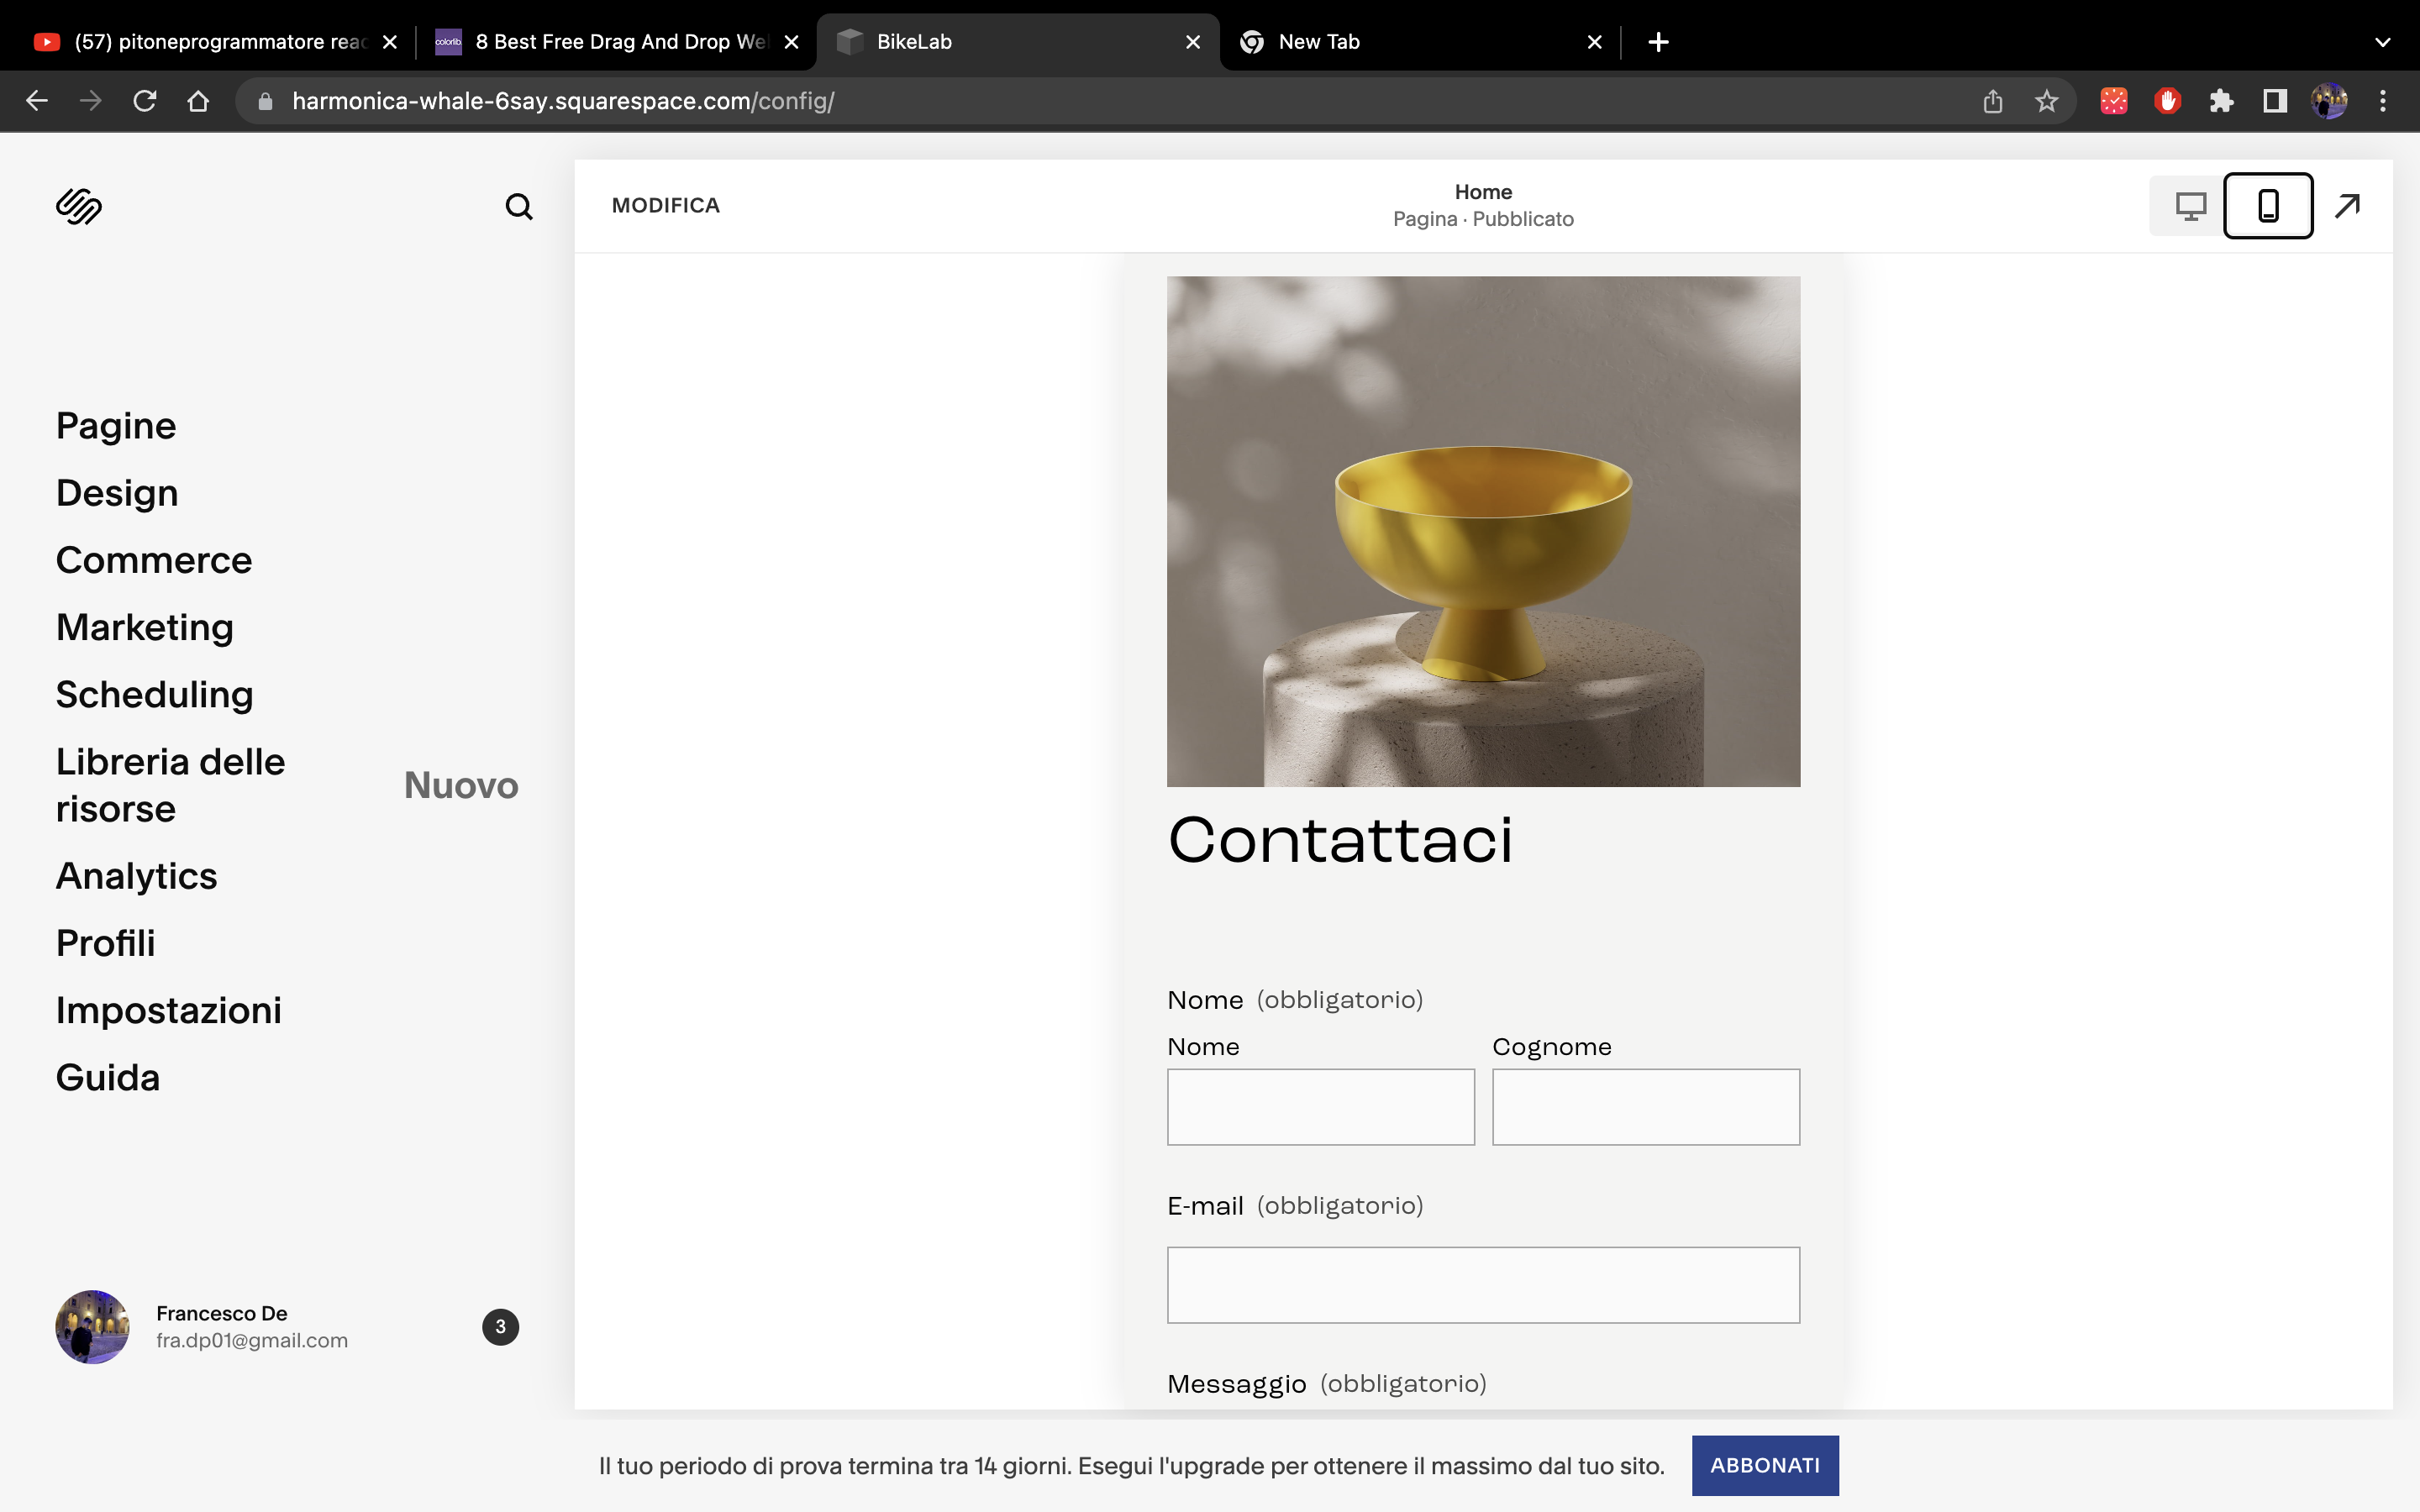 (57) pitoneprogrammatore reac
colorlib.
8 Best Free Drag And Drop We
BikeLab
New Tab
harmonica-whale-6say.squarespace.com/config/
MODIFICA
Home
Pagina · Pubblicato
Pagine
Design
Commerce
Marketing
Scheduling
Libreria delle
risorse
Nuovo
Analytics
Profili
Impostazioni
Guida
Francesco De
fra.dp01@gmail.com
3
Contattaci
Nome (obbligatorio)
Nome
Cognome
E-mail (obbligatorio)
Messaggio (obbligatorio)
Il tuo periodo di prova termina tra 14 giorni. Esegui l'upgrade per ottenere il massimo dal tuo sito.
ABBONATI